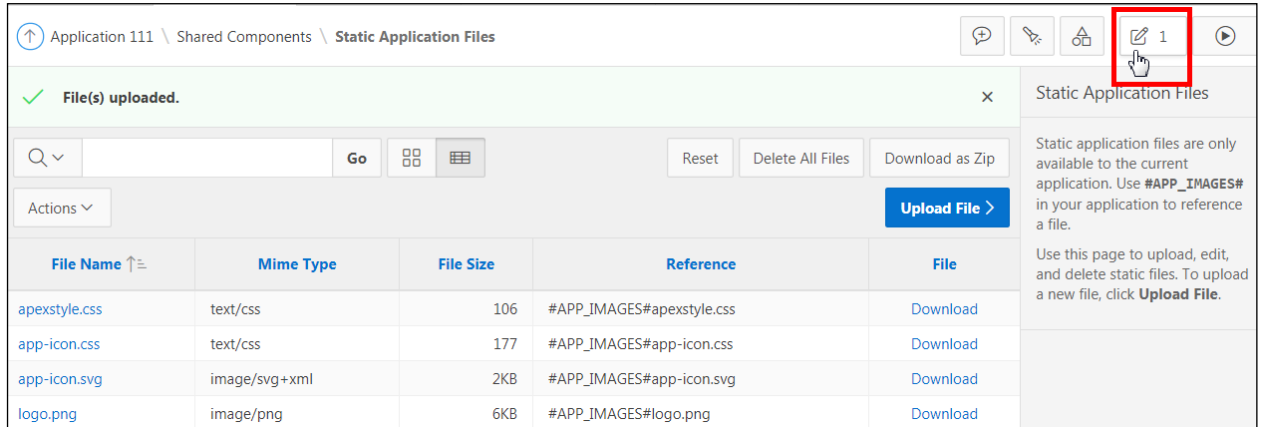 Application 111 \ Shared Components \ Static Application Files
1
File(s) uploaded.
Go
Reset
Delete All Files
Download as Zip
Actions
Upload File >
File Name
Mime Type
File Size
Reference
File
apexstyle.css
text/css
106
#APP_IMAGES#apexstyle.css
Download
app-icon.css
text/css
177
#APP_IMAGES#app-icon.css
Download
app-icon.svg
image/svg+xml
2KB
#APP_IMAGES#app-icon.svg
Download
logo.png
image/png
6KB
#APP_IMAGES#logo.png
Download
Static Application Files
Static application files are only
available to the current
application. Use #APP_IMAGES#
in your application to reference
a file.
Use this page to upload, edit,
and delete static files. To upload
a new file, click Upload File.